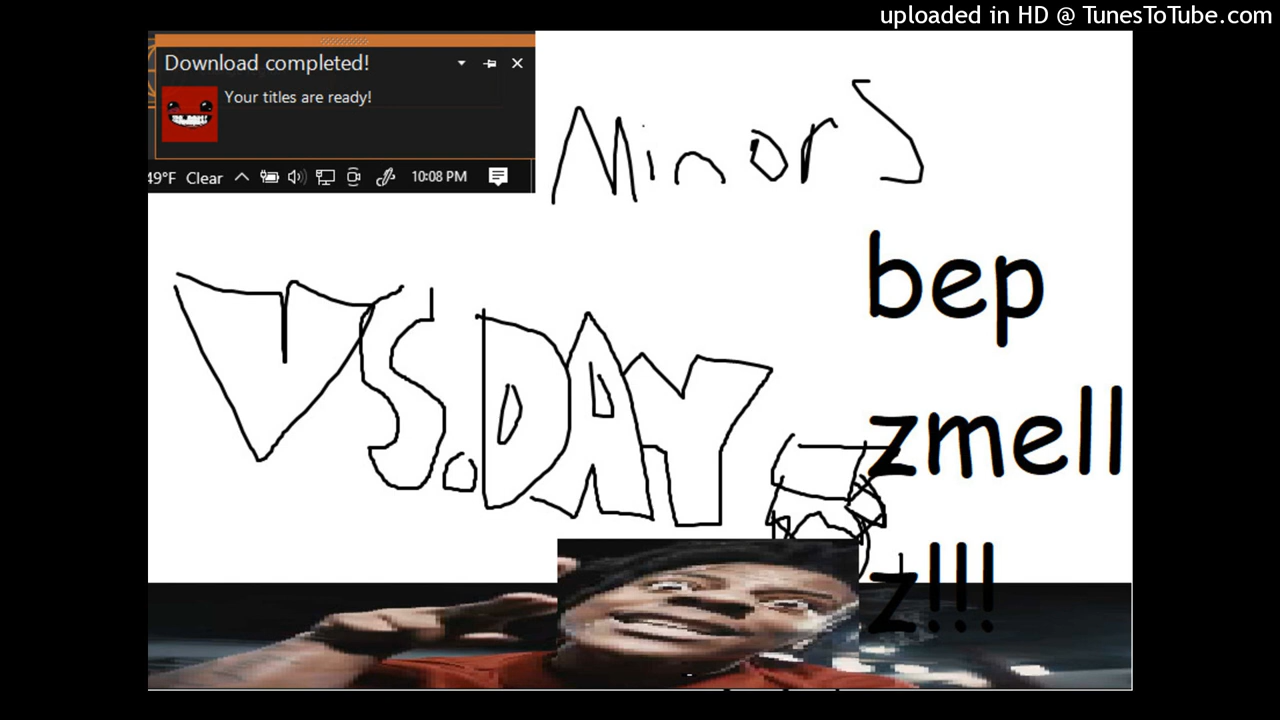 uploaded in HD @ TunesToTube.com
Download completed!
Your titles are ready!
49°F Clear 10:08 PM
Minors
VS.DAY
bep
zmell
z!!!